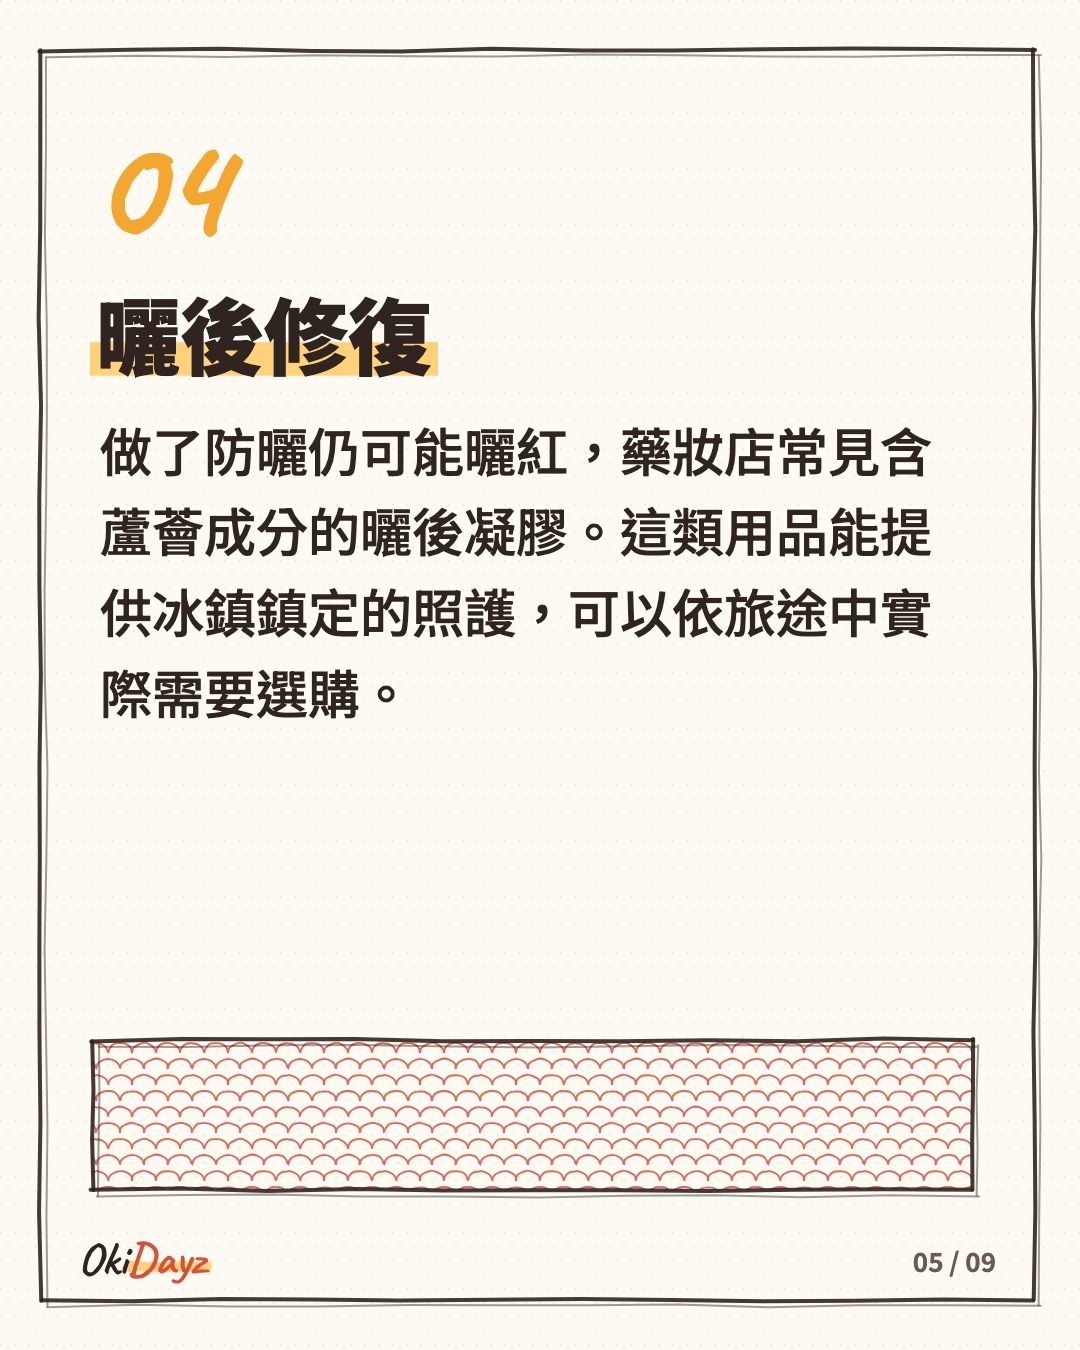 04
曬後修復
做了防曬仍可能曬紅，藥妝店常見含
蘆薈成分的曬後凝膠。這類用品能提
供冰鎮鎮定的照護，可以依旅途中實
際需要選購。
OkiDayz
05 / 09